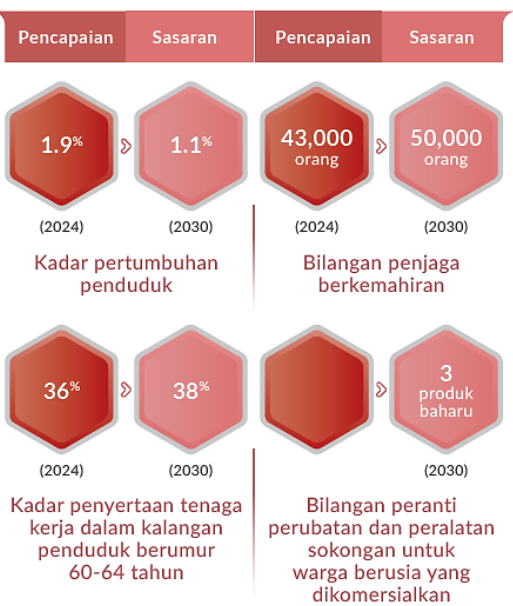 Pencapaian
Sasaran
Pencapaian
Sasaran
1.9%
1.1%
(2024)
(2030)
Kadar pertumbuhan
penduduk
43,000
orang
50,000
orang
(2024)
(2030)
Bilangan penjaga
berkemahiran
36%
38%
(2024)
(2030)
Kadar penyertaan tenaga
kerja dalam kalangan
penduduk berumur
60-64 tahun
3
produk
baharu
(2030)
Bilangan peranti
perubatan dan peralatan
sokongan untuk
warga berusia yang
dikomersialkan